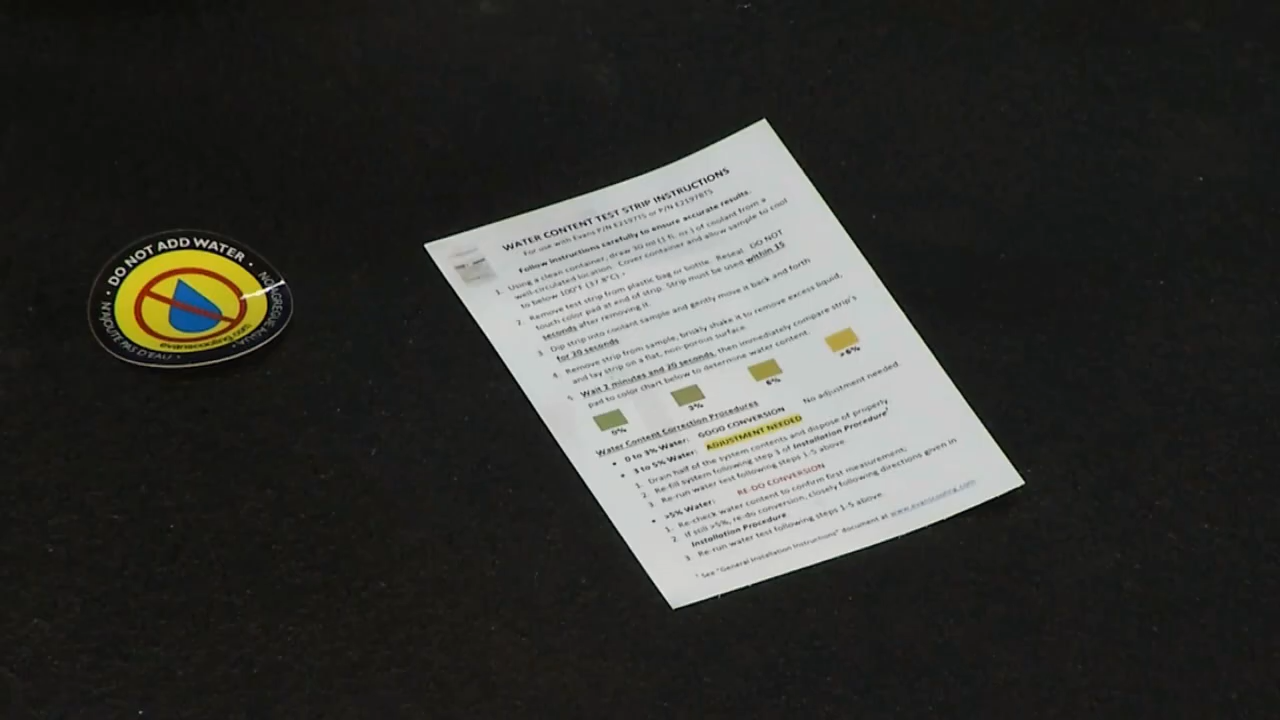 DO NOT ADD WATER
NO AGREGUE AGUA
N'AJOUTE PAS D'EAU
evanscooling.com
WATER CONTENT TEST STRIP INSTRUCTIONS
For use with Evans P/N E2197TS or P/N E2197BTS
Follow instructions carefully to ensure accurate results.
1. Using a clean container, draw 30 ml (1 fl. oz.) of coolant from a
well-circulated location. Cover container and allow sample to cool
to below 100°F (37.8°C).
2. Remove test strip from plastic bag or bottle. Reseal. DO NOT
touch color pad at end of strip. Strip must be used within 15
seconds after removing it.
3. Dip strip into coolant sample and gently move it back and forth
for 20 seconds
4. Remove strip from sample, briskly shake it to remove excess liquid,
and lay strip on a flat, non-porous surface.
5. Wait 2 minutes and 20 seconds, then immediately compare strip's
pad to color chart below to determine water content.
0% 3% 6% >6%
Water Content Correction Procedures
• 0 to 3% Water: GOOD CONVERSION No adjustment needed
• 3 to 5% Water: ADJUSTMENT NEEDED
1. Drain half of the system contents and dispose of properly
2. Re-fill system following step 3 of Installation Procedure¹
3. Re-run water test following steps 1-5 above.
• >5% Water: RE-DO CONVERSION
1. Re-check water content to confirm first measurement;
2. If still >5%, re-do conversion, closely following directions given in
Installation Procedure.
3. Re-run water test following steps 1-5 above.
¹ See "General Installation Instructions" document at www.evanscooling.com